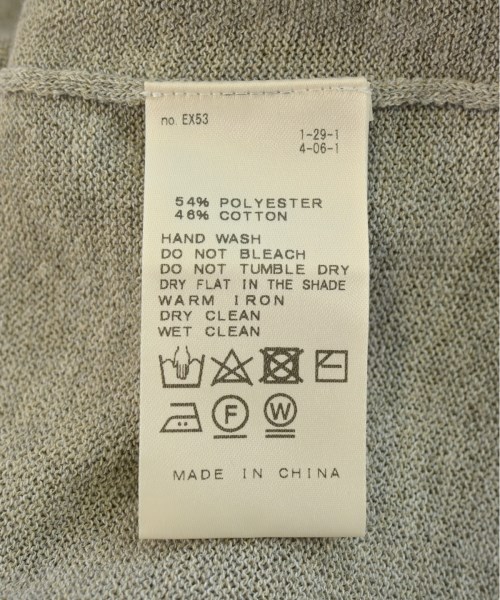 no. EX53
1-29-1
4-06-1
54% POLYESTER
46% COTTON
HAND WASH
DO NOT BLEACH
DO NOT TUMBLE DRY
DRY FLAT IN THE SHADE
WARM IRON
DRY CLEAN
WET CLEAN
F W
MADE IN CHINA